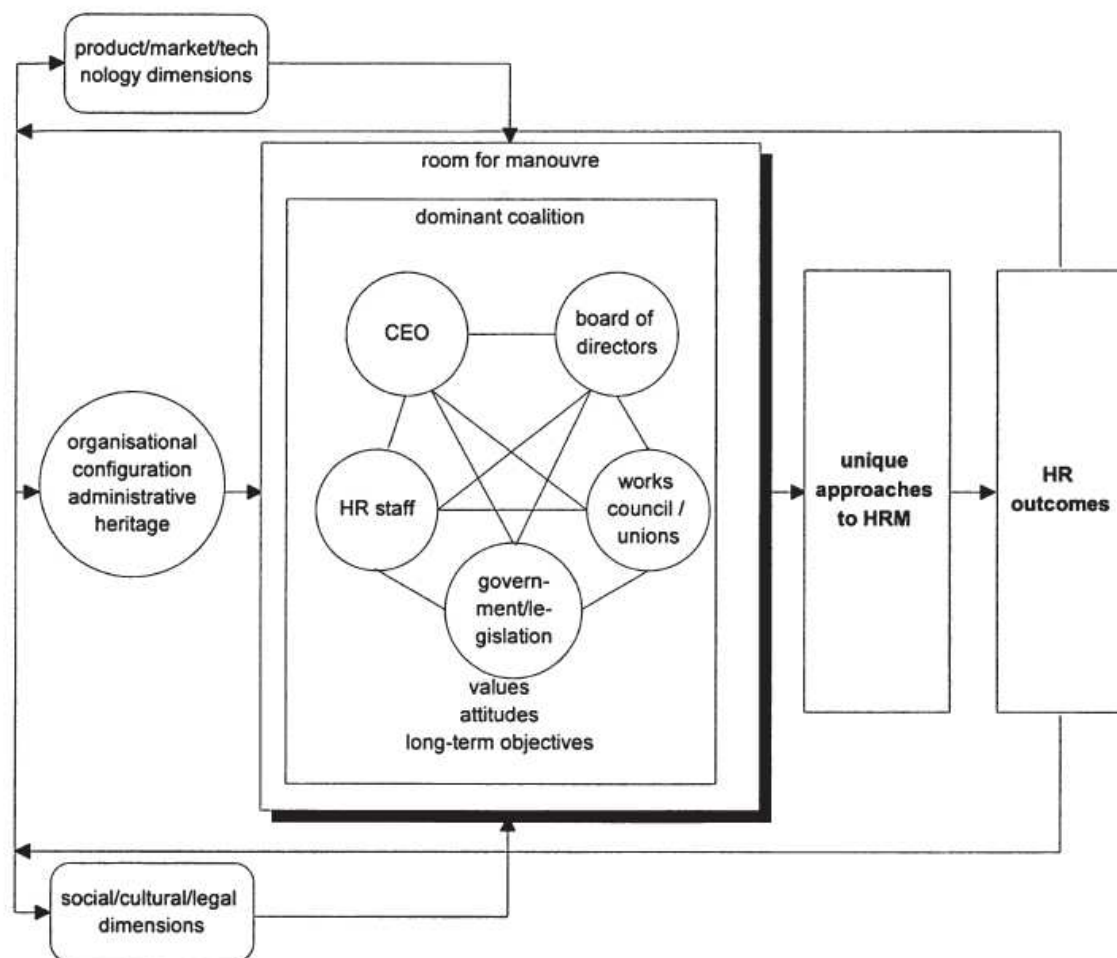 product/market/tech
nology dimensions
room for manouvre
dominant coalition
CEO
board of
directors
organisational
configuration
administrative
heritage
HR staff
works
council /
unions
govern-
ment/le-
gislation
values
attitudes
long-term objectives
unique
approaches
to HRM
HR
outcomes
social/cultural/legal
dimensions